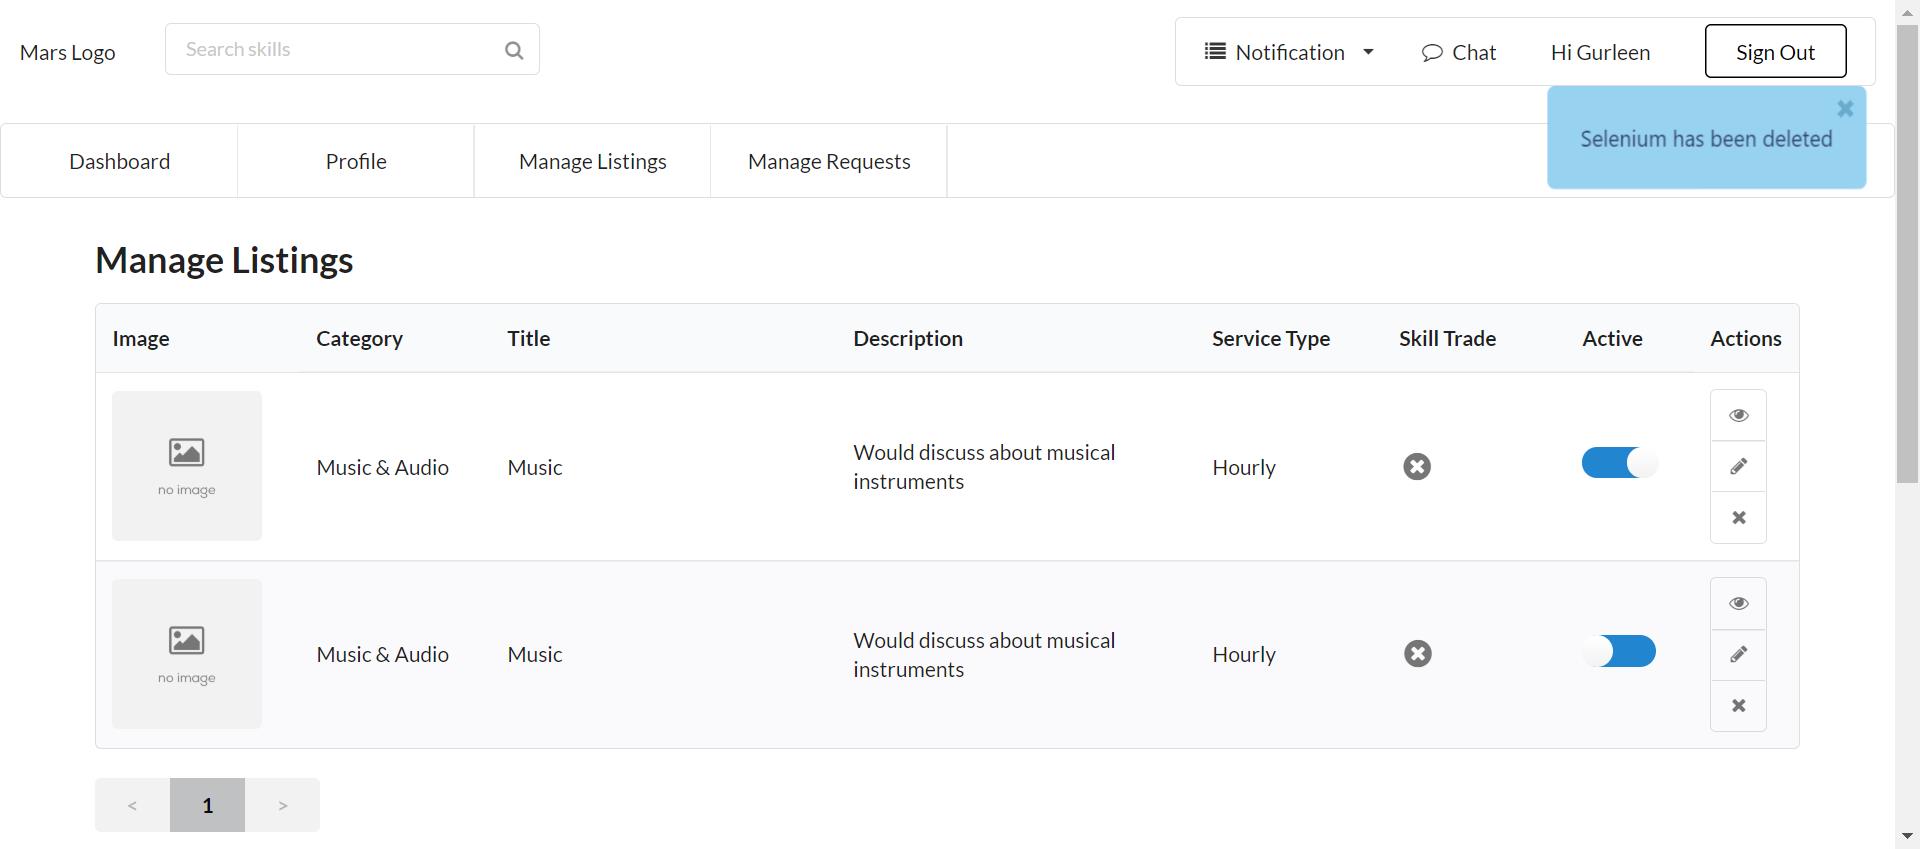 Mars Logo
Search skills
Notification
Chat
Hi Gurleen
Sign Out
Selenium has been deleted
Dashboard
Profile
Manage Listings
Manage Requests
Manage Listings
Image Category Title Description Service Type Skill Trade Active Actions
no image
Music & Audio
Music
Would discuss about musical
instruments
Hourly
no image
Music & Audio
Music
Would discuss about musical
instruments
Hourly
< 1 >